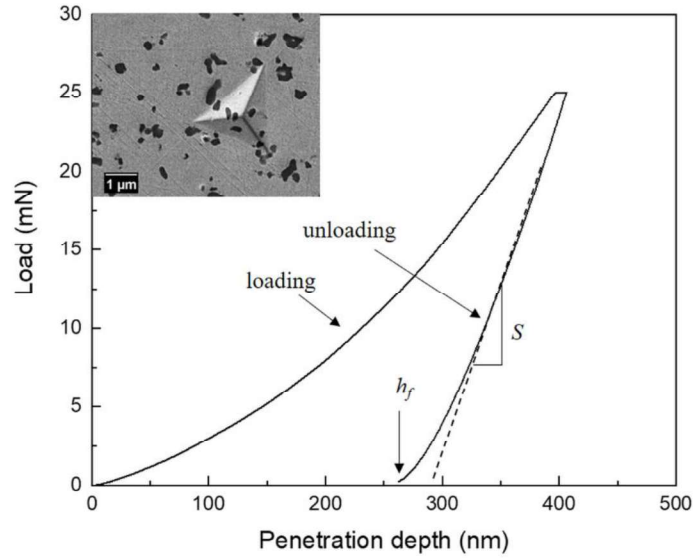 30
25
20
15
10
5
0
Load (mN)
1 μm
unloading
loading
S
hf
0
100
200
300
400
500
Penetration depth (nm)